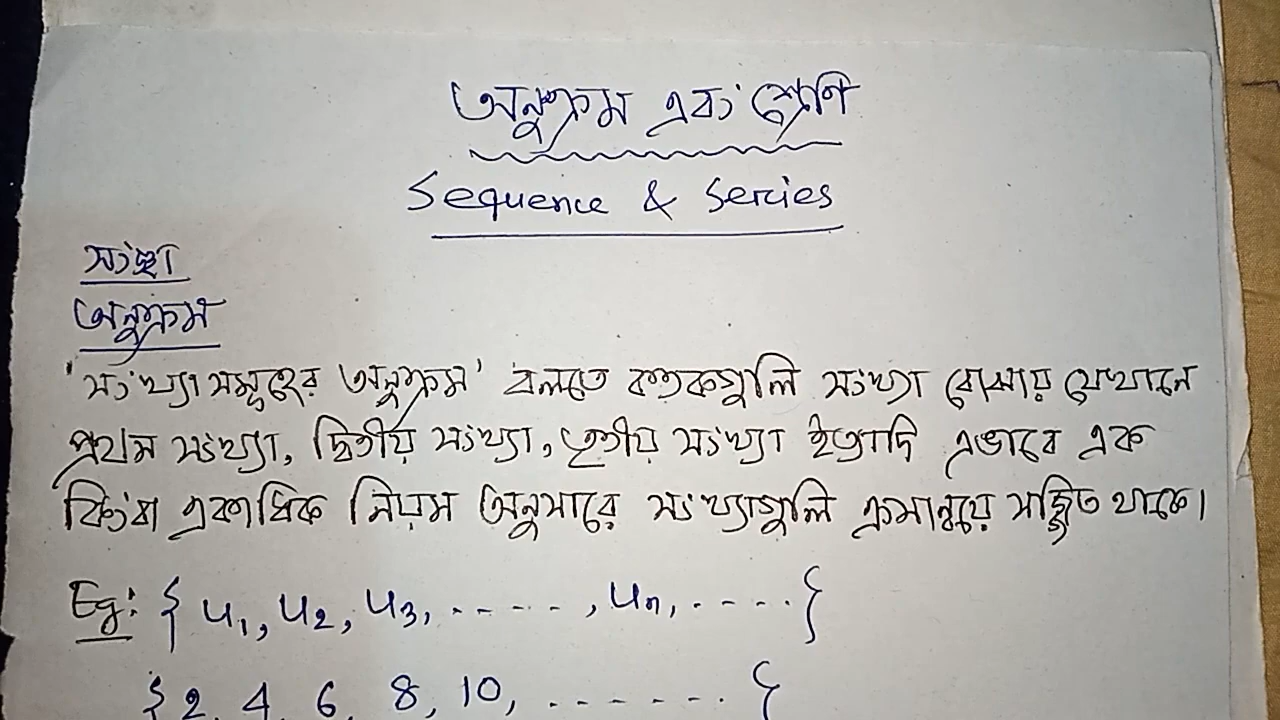 অনুক্রম এবং শ্রেণি
Sequence & Series
সংজ্ঞা
অনুক্রম
'সংখ্যা সমূহের অনুক্রম' বলতে কতকগুলি সংখ্যা বোঝায় যেখানে
প্রথম সংখ্যা, দ্বিতীয় সংখ্যা, তৃতীয় সংখ্যা ইত্যাদি এভাবে এক
কিংবা একাধিক নিয়ম অনুসারে সংখ্যাগুলি ক্রমান্বয়ে সজ্জিত থাকে।
Eg: { u₁, u₂, u₃, ......, uₙ, ..... }
{ 2, 4, 6, 8, 10, ........ }